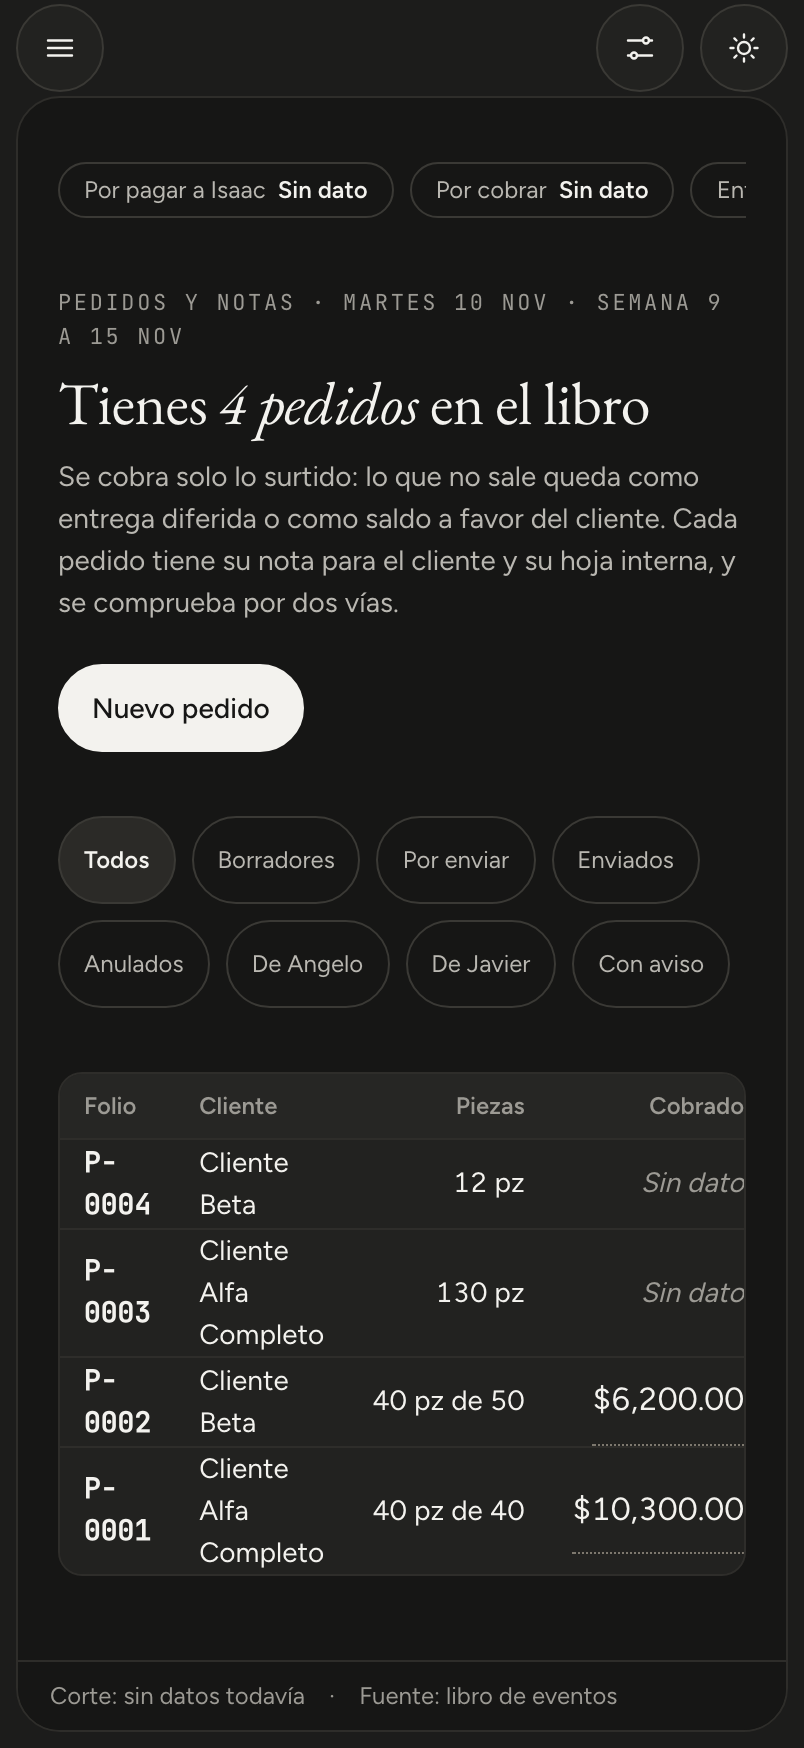 Por pagar a Isaac Sin dato Por cobrar Sin dato
PEDIDOS Y NOTAS · MARTES 10 NOV · SEMANA 9
A 15 NOV
Tienes 4 pedidos en el libro
Se cobra solo lo surtido: lo que no sale queda como
entrega diferida o como saldo a favor del cliente. Cada
pedido tiene su nota para el cliente y su hoja interna, y
se comprueba por dos vías.
Nuevo pedido
Todos Borradores Por enviar Enviados
Anulados De Angelo De Javier Con aviso
Folio Cliente Piezas Cobrado
P-0004 Cliente Beta 12 pz Sin dato
P-0003 Cliente Alfa Completo 130 pz Sin dato
P-0002 Cliente Beta 40 pz de 50 $6,200.00
P-0001 Cliente Alfa Completo 40 pz de 40 $10,300.00
Corte: sin datos todavía · Fuente: libro de eventos